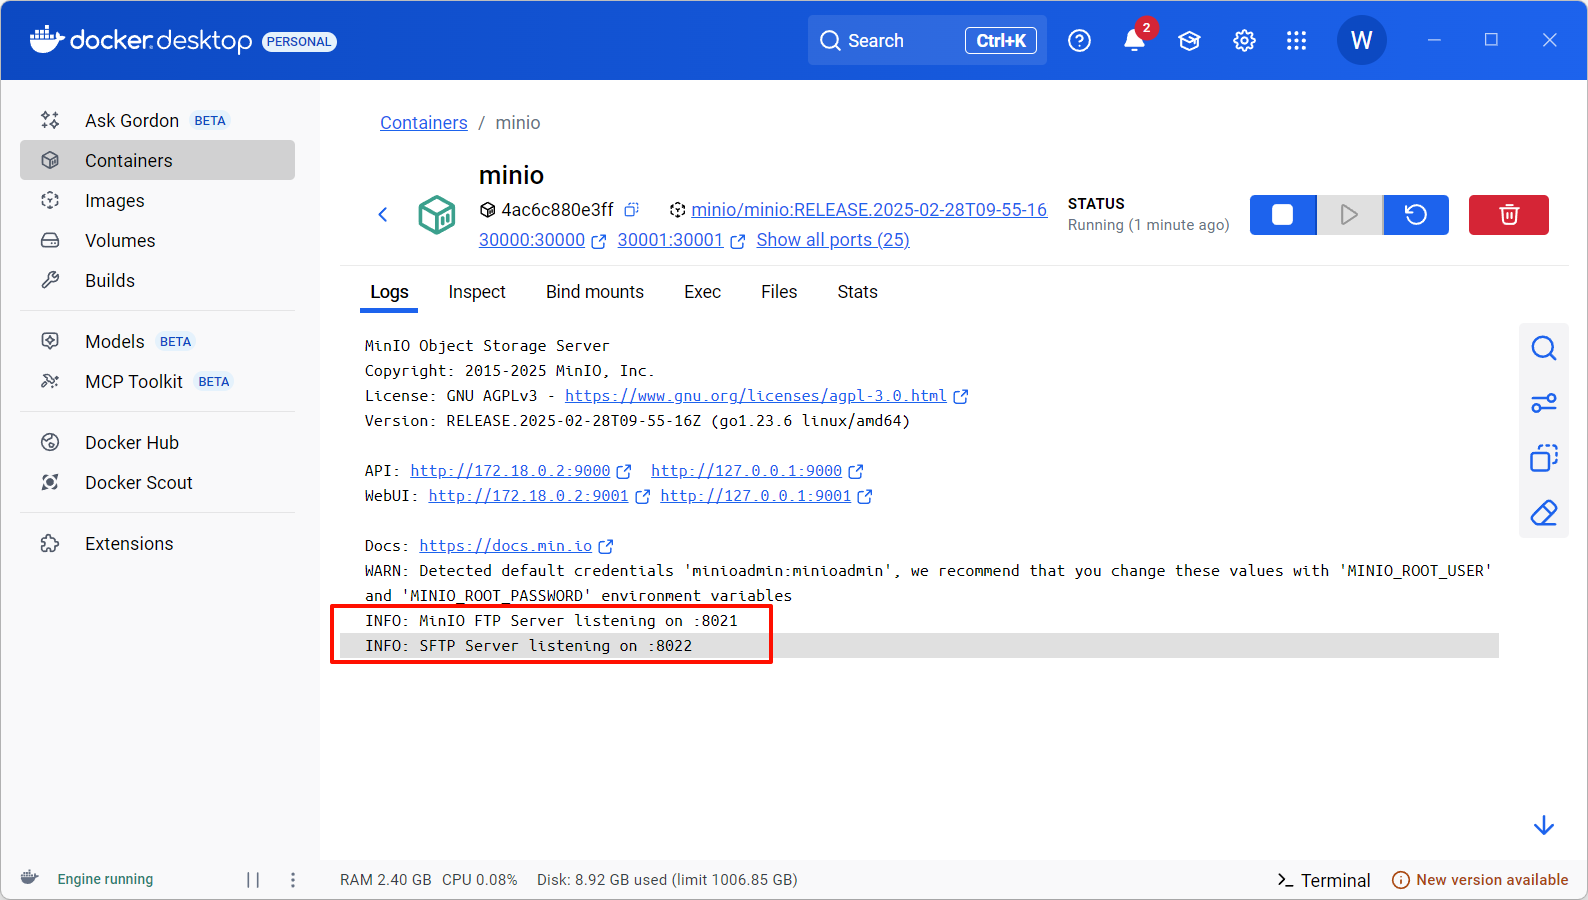 docker.desktop PERSONAL
Search Ctrl+K
2
W
Ask Gordon BETA
Containers
Images
Volumes
Builds
Models BETA
MCP Toolkit BETA
Docker Hub
Docker Scout
Extensions
Containers / minio
minio
4ac6c880e3ff minio/minio:RELEASE.2025-02-28T09-55-16
30000:30000 30001:30001 Show all ports (25)
STATUS
Running (1 minute ago)
Logs Inspect Bind mounts Exec Files Stats
MinIO Object Storage Server
Copyright: 2015-2025 MinIO, Inc.
License: GNU AGPLv3 - https://www.gnu.org/licenses/agpl-3.0.html
Version: RELEASE.2025-02-28T09-55-16Z (go1.23.6 linux/amd64)
API: http://172.18.0.2:9000 http://127.0.0.1:9000
WebUI: http://172.18.0.2:9001 http://127.0.0.1:9001
Docs: https://docs.min.io
WARN: Detected default credentials 'minioadmin:minioadmin', we recommend that you change these values with 'MINIO_ROOT_USER'
and 'MINIO_ROOT_PASSWORD' environment variables
INFO: MinIO FTP Server listening on :8021
INFO: SFTP Server listening on :8022
Engine running
RAM 2.40 GB CPU 0.08% Disk: 8.92 GB used (limit 1006.85 GB)
Terminal
New version available